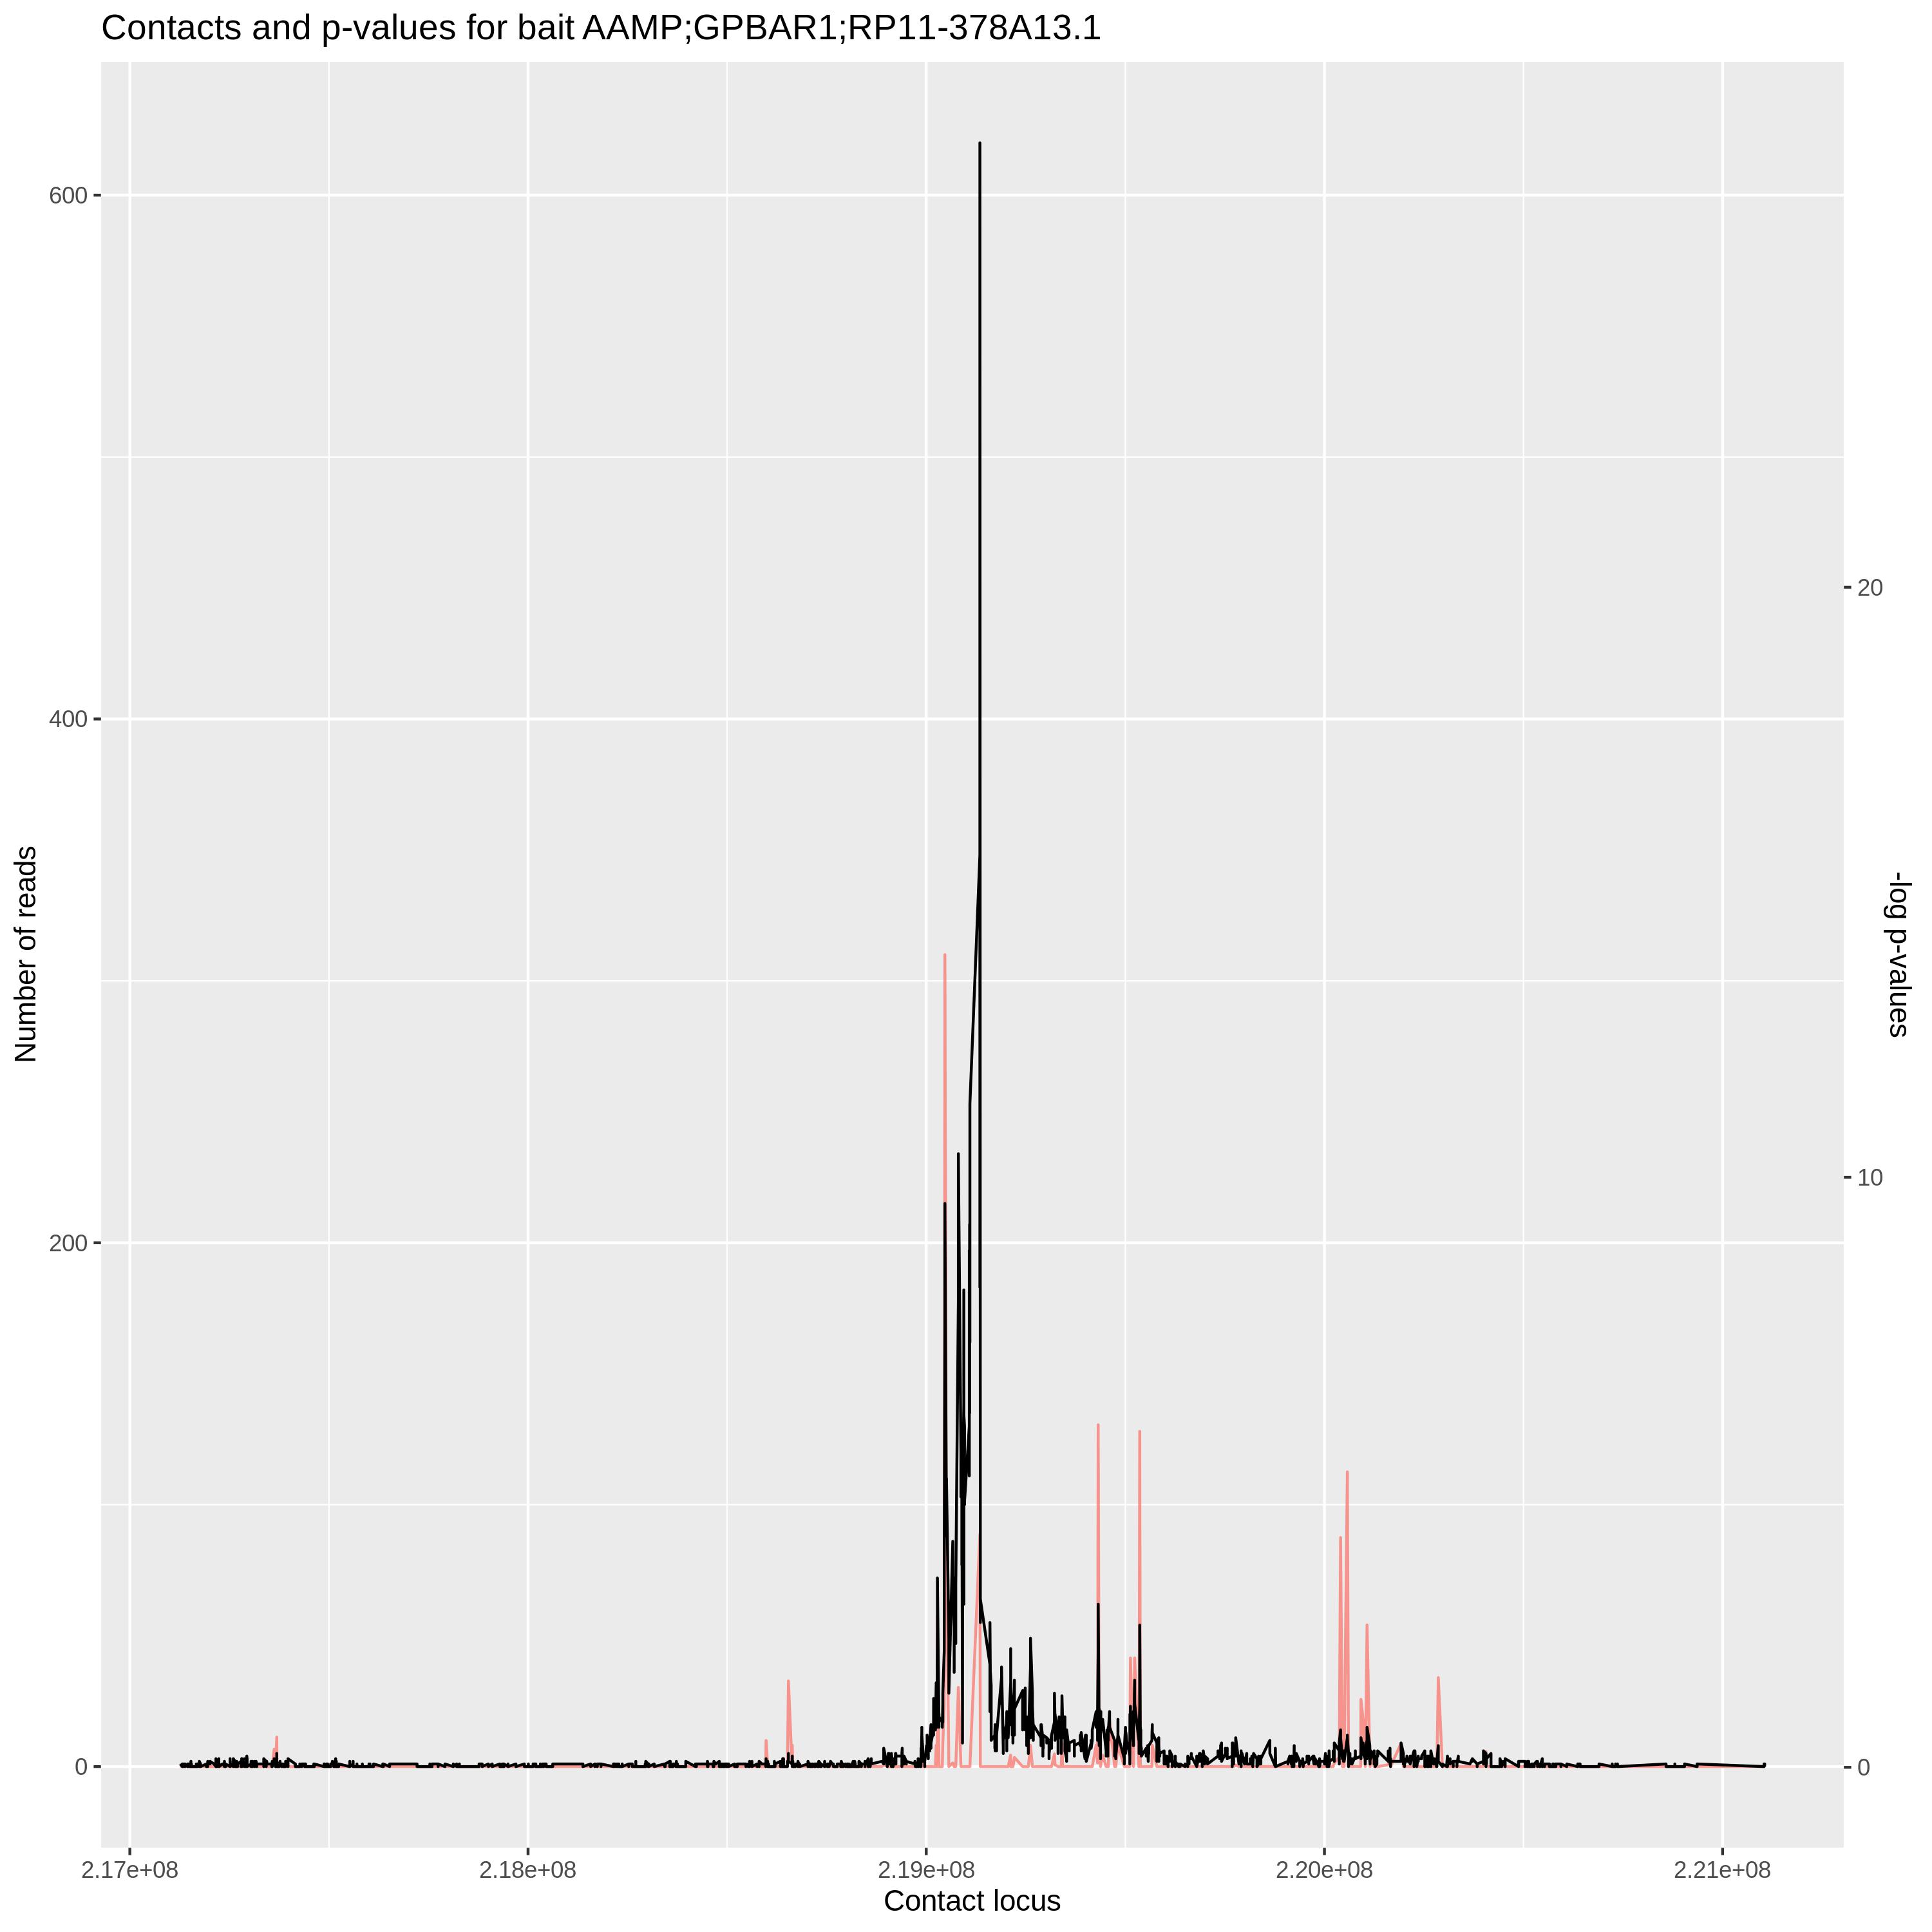 Contacts and p-values for bait AAMP;GPBAR1;RP11-378A13.1
600
400
200
0
Number of reads
20
10
0
-log p-values
2.17e+08 2.18e+08 2.19e+08 2.20e+08 2.21e+08
Contact locus